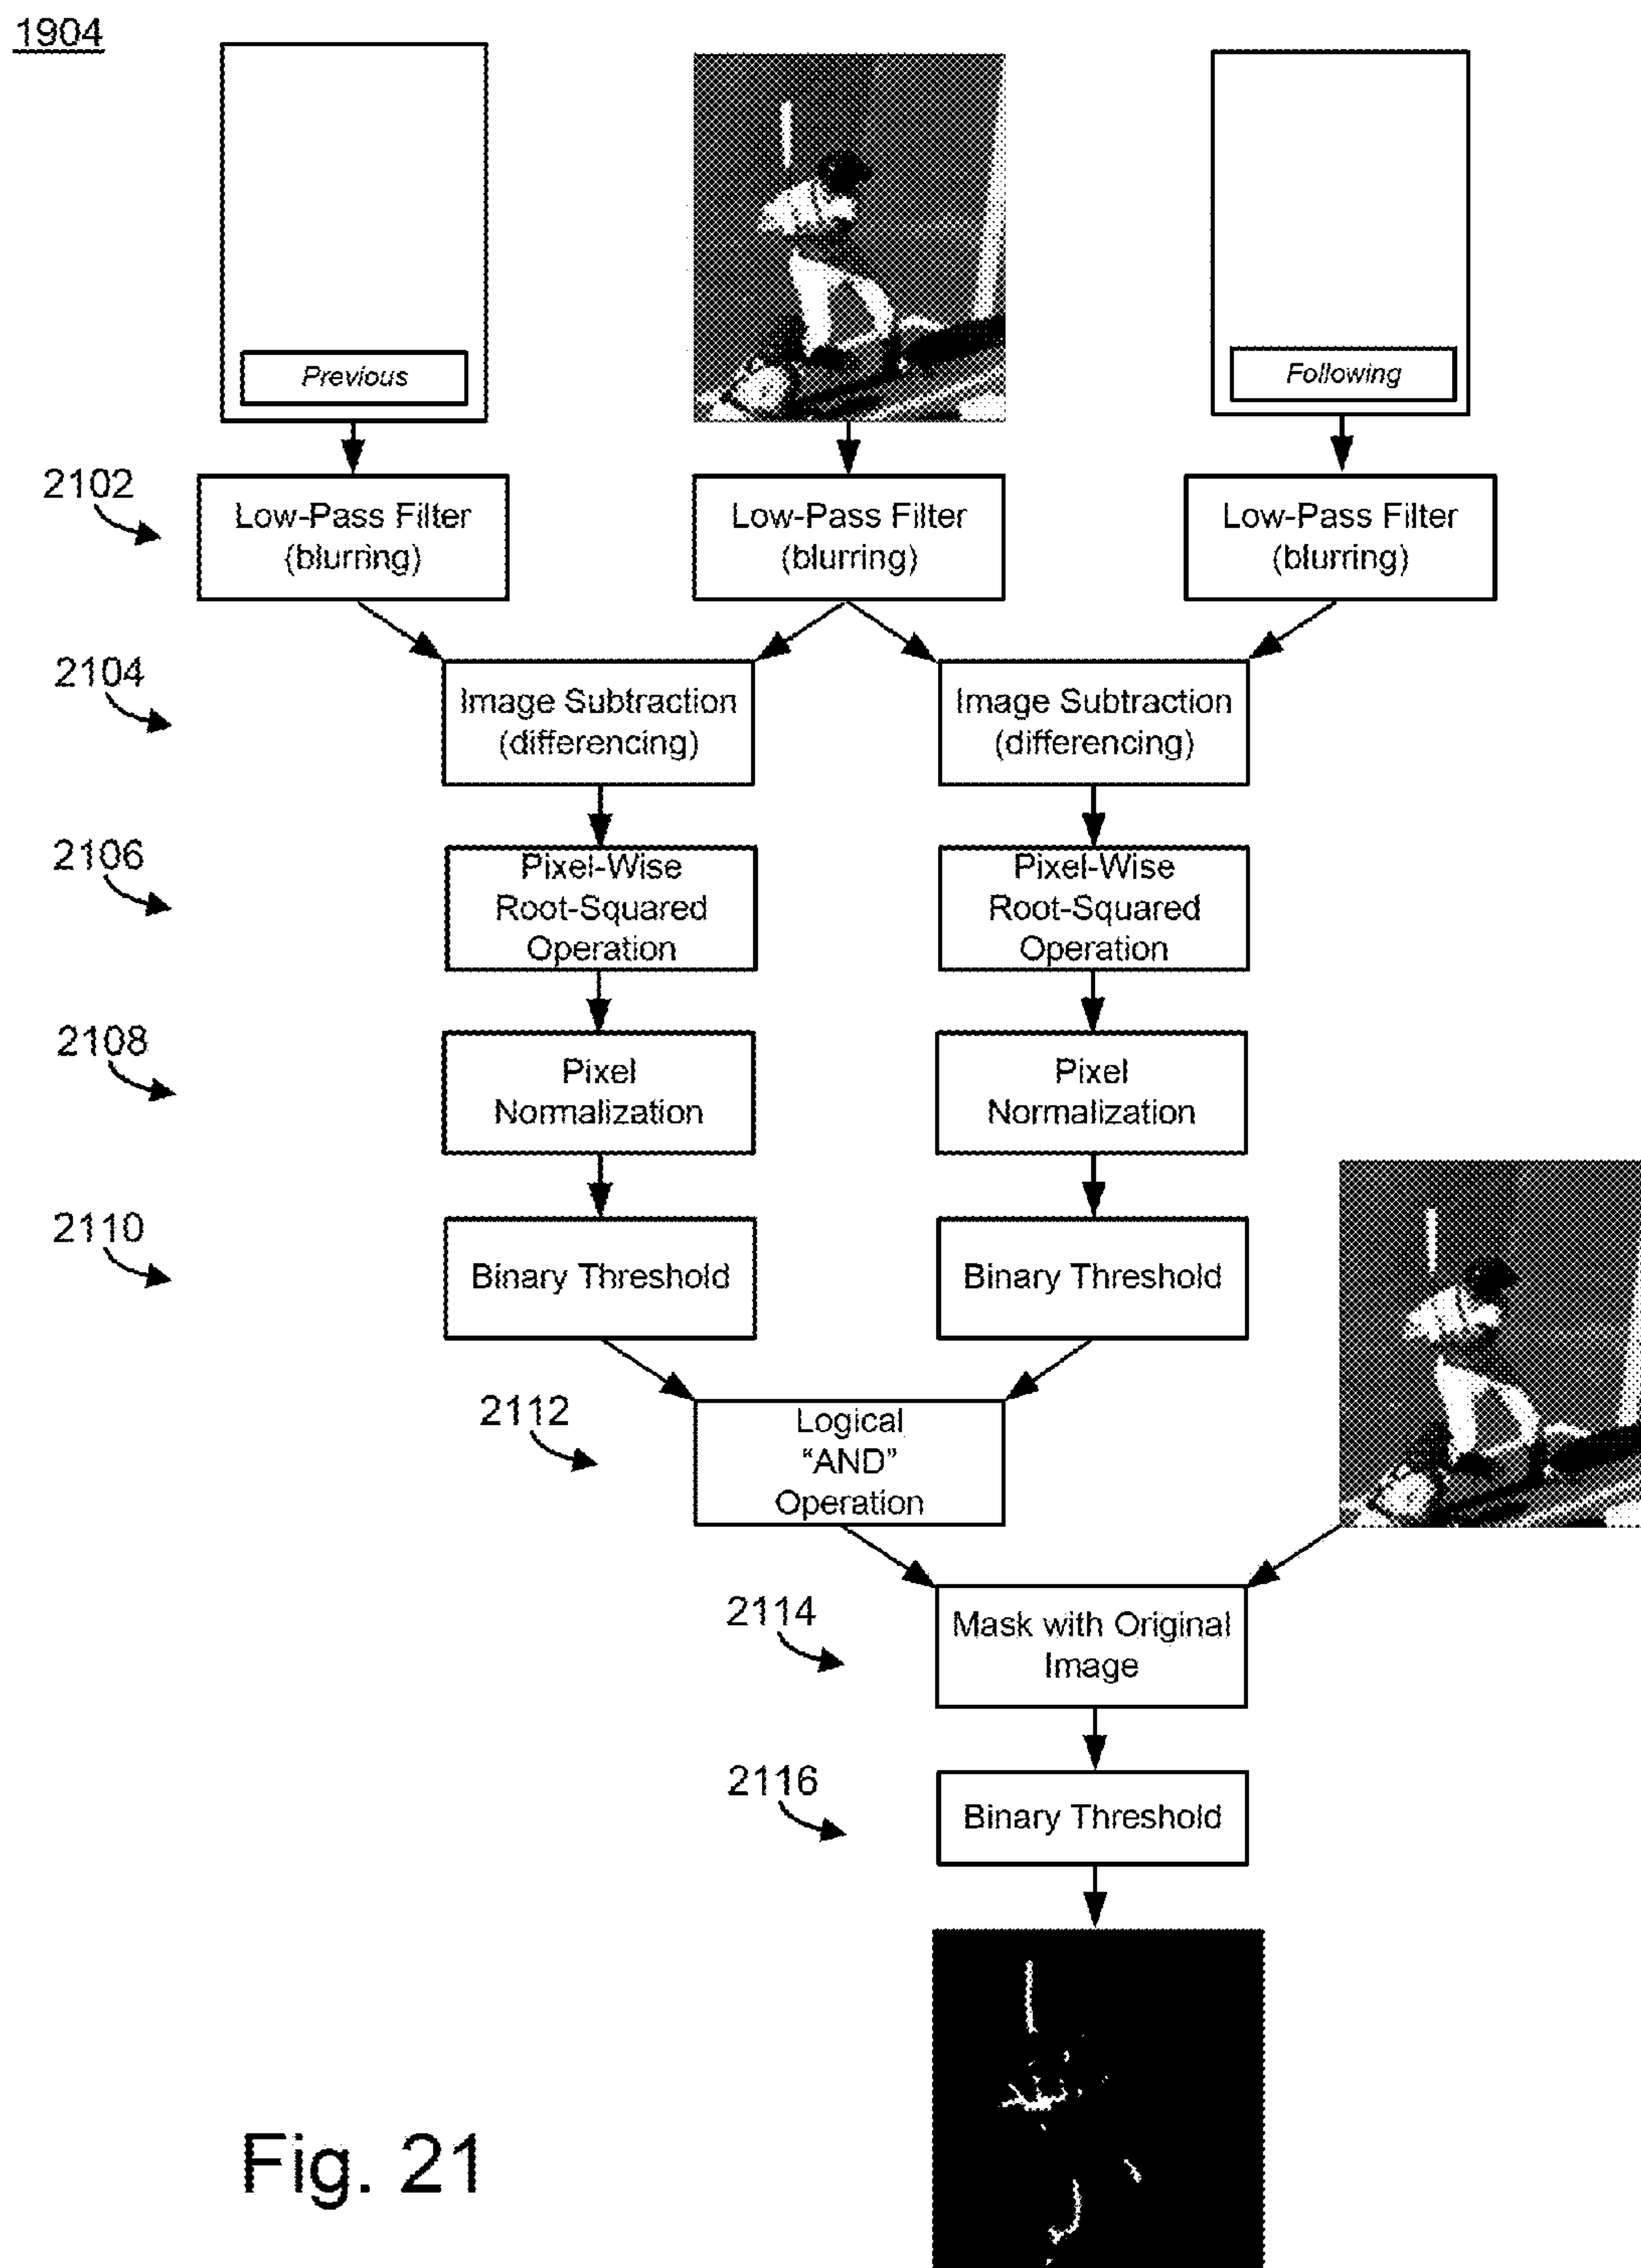 1904
Previous
Following
2102
Low-Pass Filter
(blurring)
Low-Pass Filter
(blurring)
Low-Pass Filter
(blurring)
2104
Image Subtraction
(differencing)
Image Subtraction
(differencing)
2106
Pixel-Wise
Root-Squared
Operation
Pixel-Wise
Root-Squared
Operation
2108
Pixel
Normalization
Pixel
Normalization
2110
Binary Threshold
Binary Threshold
2112
Logical
“AND”
Operation
2114
Mask with Original
Image
2116
Binary Threshold
Fig. 21